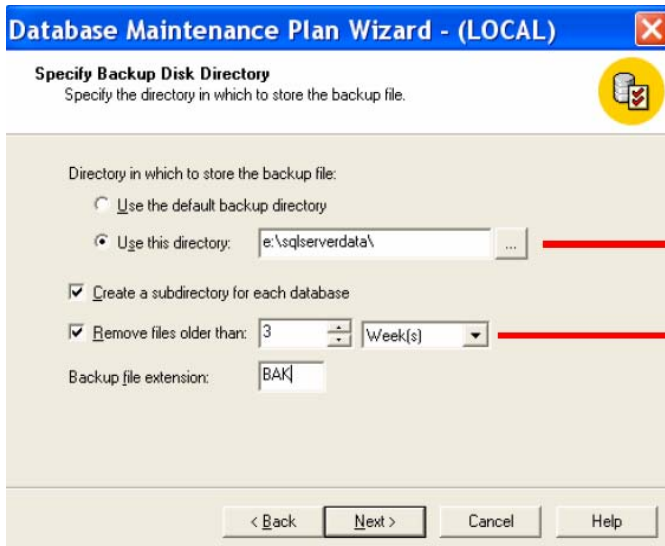 Database Maintenance Plan Wizard - (LOCAL)
Specify Backup Disk Directory
Specify the directory in which to store the backup file.
Directory in which to store the backup file:
Use the default backup directory
Use this directory: e:\sqlserverdata\ ...
Create a subdirectory for each database
Remove files older than: 3 Week(s)
Backup file extension: BAK
< Back Next > Cancel Help